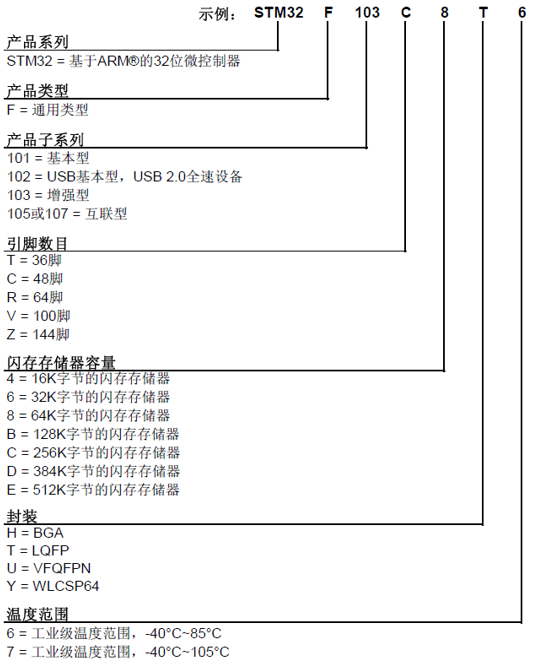 示例： STM32 F 103 C 8 T 6
产品系列
STM32 = 基于ARM®的32位微控制器
产品类型
F = 通用类型
产品子系列
101 = 基本型
102 = USB基本型，USB 2.0全速设备
103 = 增强型
105或107 = 互联型
引脚数目
T = 36脚
C = 48脚
R = 64脚
V = 100脚
Z = 144脚
闪存存储器容量
4 = 16K字节的闪存存储器
6 = 32K字节的闪存存储器
8 = 64K字节的闪存存储器
B = 128K字节的闪存存储器
C = 256K字节的闪存存储器
D = 384K字节的闪存存储器
E = 512K字节的闪存存储器
封装
H = BGA
T = LQFP
U = VFQFPN
Y = WLCSP64
温度范围
6 = 工业级温度范围，-40°C~85°C
7 = 工业级温度范围，-40°C~105°C